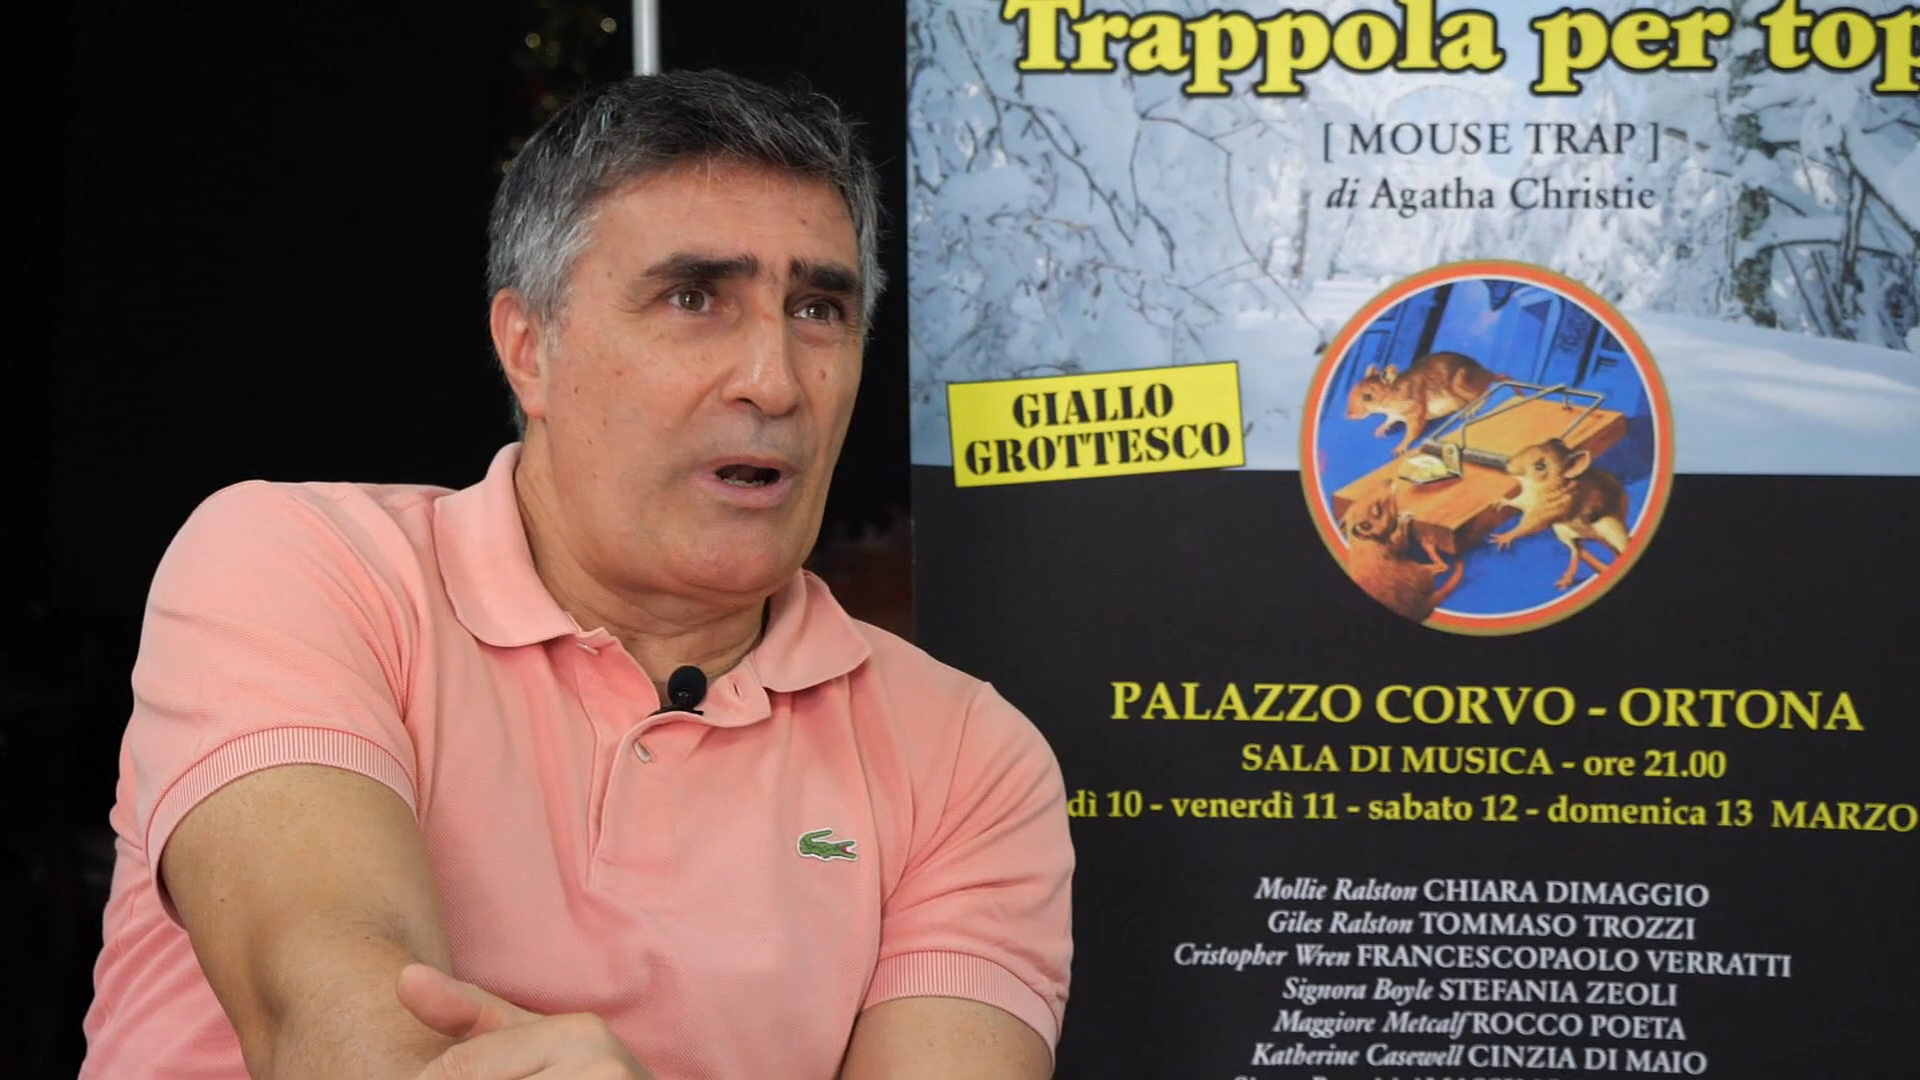 Trappola per top
[ MOUSE TRAP ]
di Agatha Christie
GIALLO
GROTTESCO
PALAZZO CORVO - ORTONA
SALA DI MUSICA - ore 21.00
dì 10 - venerdì 11 - sabato 12 - domenica 13 MARZO
Mollie Ralston CHIARA DIMAGGIO
Giles Ralston TOMMASO TROZZI
Cristopher Wren FRANCESCOPAOLO VERRATTI
Signora Boyle STEFANIA ZEOLI
Maggiore Metcalf ROCCO POETA
Katherine Casewell CINZIA DI MAIO